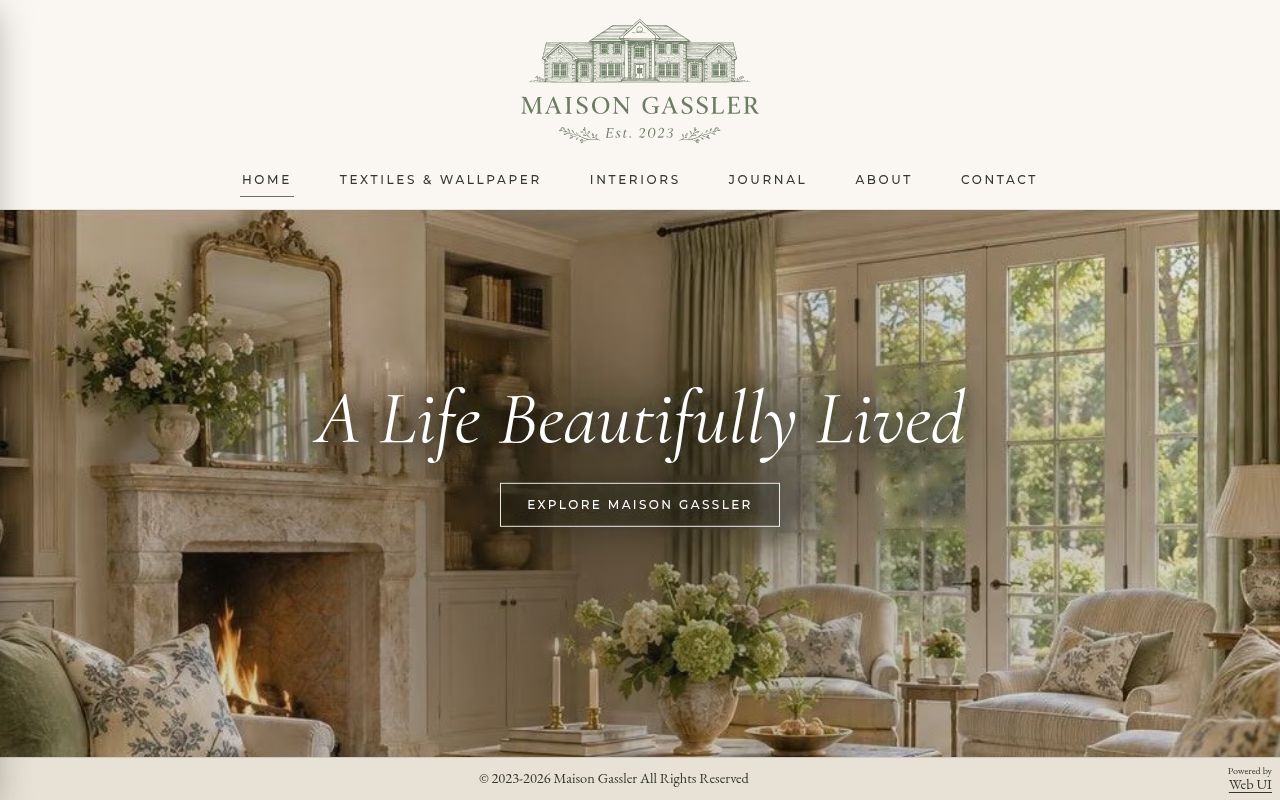 MAISON GASSLER
Est. 2023
HOME TEXTILES & WALLPAPER INTERIORS JOURNAL ABOUT CONTACT
A Life Beautifully Lived
EXPLORE MAISON GASSLER
© 2023-2026 Maison Gassler All Rights Reserved
Powered by
Web UI